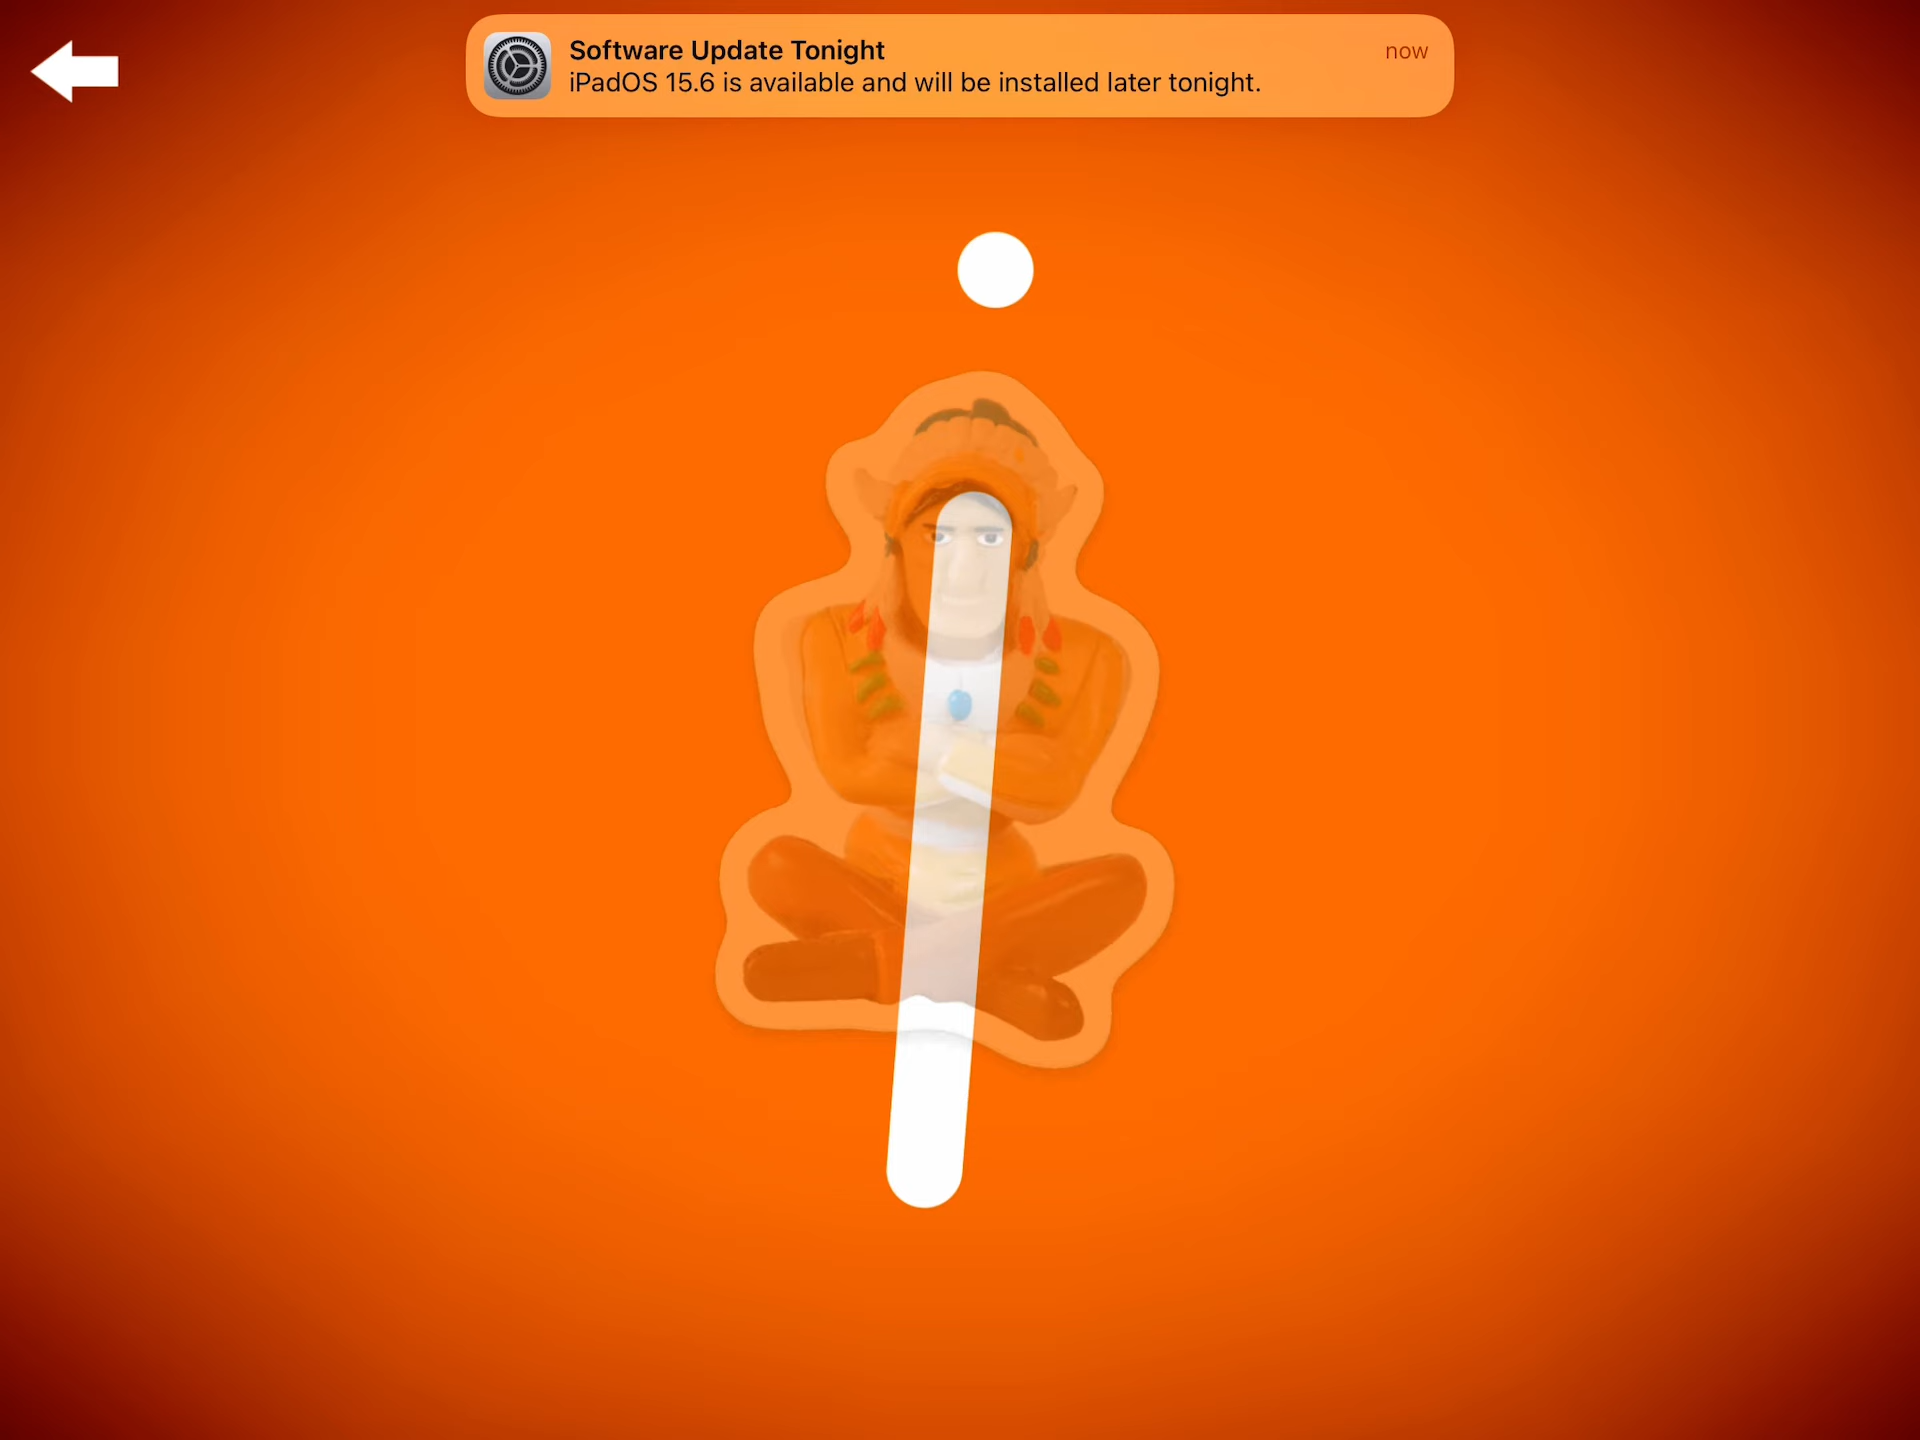 Software Update Tonight
now
iPadOS 15.6 is available and will be installed later tonight.
i